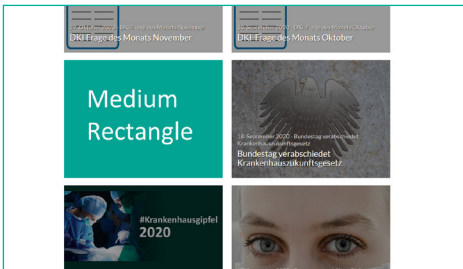 DKI-Frage des Monats November
DKI-Frage des Monats Oktober
Medium
Rectangle
18. September 2020 - Bundestag verabschiedet
Krankenhauszukunftsgesetz
Bundestag verabschiedet
Krankenhauszukunftsgesetz
#Krankenhausgipfel
2020